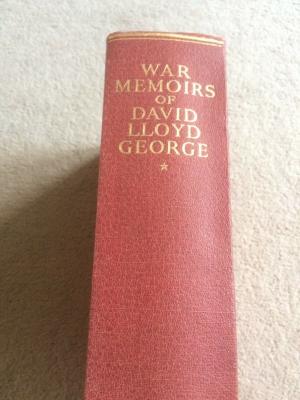 WAR
MEMOIRS
OF
DAVID
LLOYD
GEORGE
*